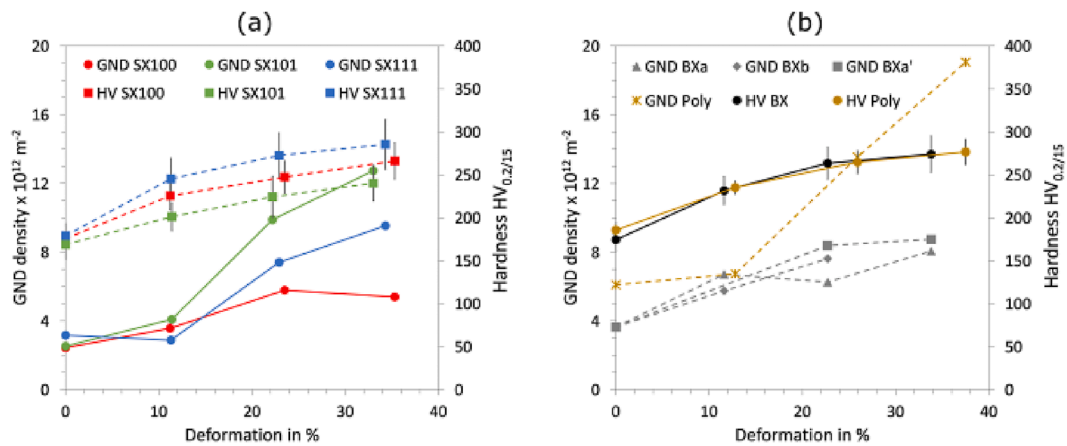 (a)
GND density x 10¹² m⁻²
20
16
12
8
4
0
GND SX100 GND SX101 GND SX111
HV SX100 HV SX101 HV SX111
400
350
300
250
200
150
100
50
0
Hardness HV0.2/15
0 10 20 30 40
Deformation in %
(b)
GND density x 10¹² m⁻²
20
16
12
8
4
0
GND BXa GND BXb GND BXa'
GND Poly HV BX HV Poly
400
350
300
250
200
150
100
50
0
Hardness HV0.2/15
0 10 20 30 40
Deformation in %